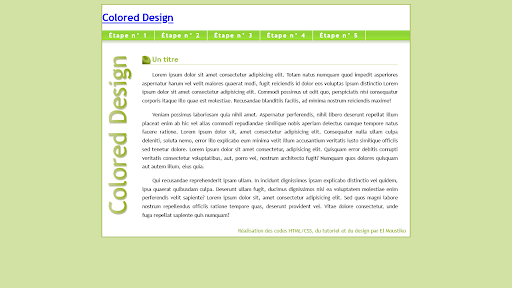 Colored Design
Étape n° 1 Étape n° 2 Étape n° 3 Étape n° 4 Étape n° 5
Colored Design
Un titre
Lorem ipsum dolor sit amet consectetur adipisicing elit. Totam natus numquam quod impedit asperiores
aspernatur harum vel velit maiores quaerat modi, fugit reiciendis id dolor eos voluptas ipsam distinctio Lorem
ipsum dolor sit amet consectetur adipisicing elit. Commodi possimus ut odit quo, perspiciatis nisi consequatur
corporis itaque illo quae est molestiae. Recusandae blanditiis facilis, ad minima nostrum reiciendis maxime!
Veniam possimus laboriosam quia nihil amet. Aspernatur perferendis, nihil libero deserunt repellat illum
placeat enim ab hic vel alias commodi repudiandae similique nobis aperiam delectus cumque tempore natus
facere ratione. Lorem ipsum dolor sit, amet consectetur adipisicing elit. Consequatur nulla ullam culpa
deleniti, soluta nemo, error illo explicabo eum minima velit illum accusantium veritatis iusto similique officiis
sed tenetur dolore. Lorem ipsum dolor sit amet consectetur, adipisicing elit. Quisquam error debitis corrupti
veritatis consectetur voluptatibus, aut, porro vel, nostrum architecto fugit? Numquam quos dolores quisquam
aut autem illum, eius quia.
Qui recusandae reprehenderit ipsam ullam. In incidunt dignissimos ipsam explicabo distinctio vel quidem,
ipsa quaerat quibusdam culpa. Deserunt ullam fugit, ducimus dignissimos nisi ea voluptatem molestiae enim
perferendis velit sapiente? Lorem ipsum dolor sit, amet consectetur adipisicing elit. Sed quos magni labore
nostrum repellendus officiis ratione tempore quas, deserunt provident vel. Vitae dolore consectetur, unde
fuga repellat sapiente quis numquam?
Réalisation des codes HTML/CSS, du tutoriel et du design par El Moustiko